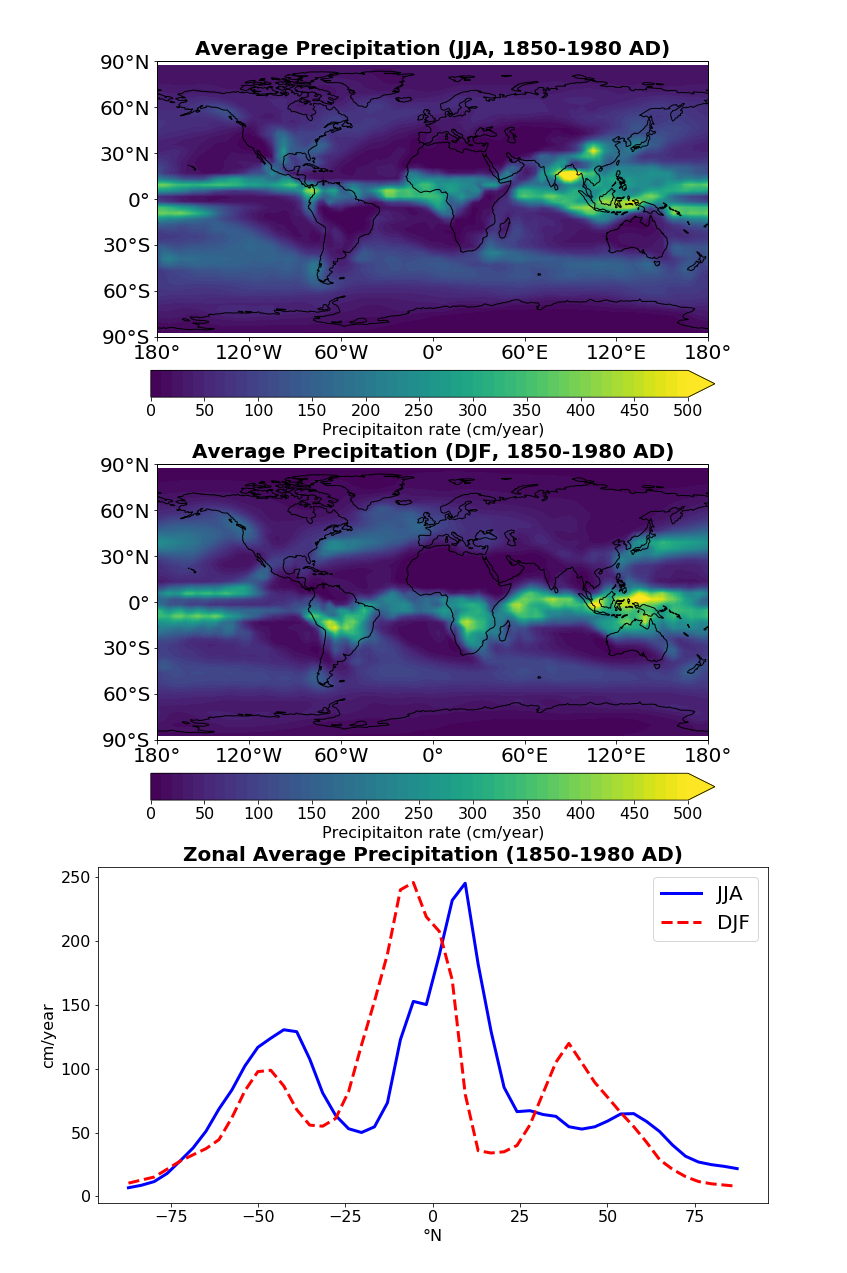 Average Precipitation (JJA, 1850-1980 AD)
90°N
60°N
30°N
0°
30°S
60°S
90°S
180° 120°W 60°W 0° 60°E 120°E 180°
0 50 100 150 200 250 300 350 400 450 500
Precipitaiton rate (cm/year)
Average Precipitation (DJF, 1850-1980 AD)
90°N
60°N
30°N
0°
30°S
60°S
90°S
180° 120°W 60°W 0° 60°E 120°E 180°
0 50 100 150 200 250 300 350 400 450 500
Precipitaiton rate (cm/year)
Zonal Average Precipitation (1850-1980 AD)
250
200
150
100
50
0
cm/year
JJA
DJF
−75 −50 −25 0 25 50 75
°N